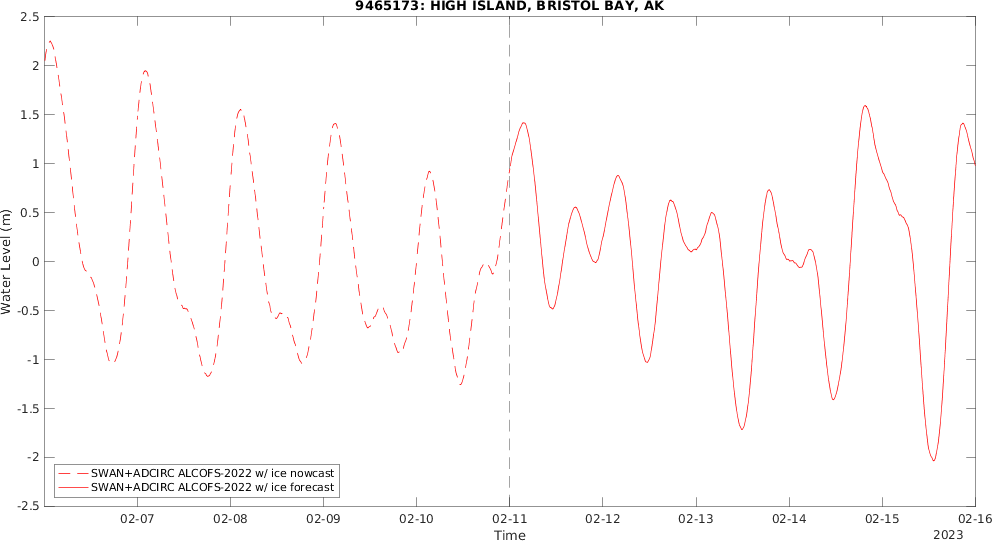 9465173: HIGH ISLAND, BRISTOL BAY, AK
2.5
2
1.5
1
0.5
0
-0.5
-1
-1.5
-2
-2.5
Water Level (m)
SWAN+ADCIRC ALCOFS-2022 w/ ice nowcast
SWAN+ADCIRC ALCOFS-2022 w/ ice forecast
02-07 02-08 02-09 02-10 02-11 02-12 02-13 02-14 02-15 02-16
Time
2023